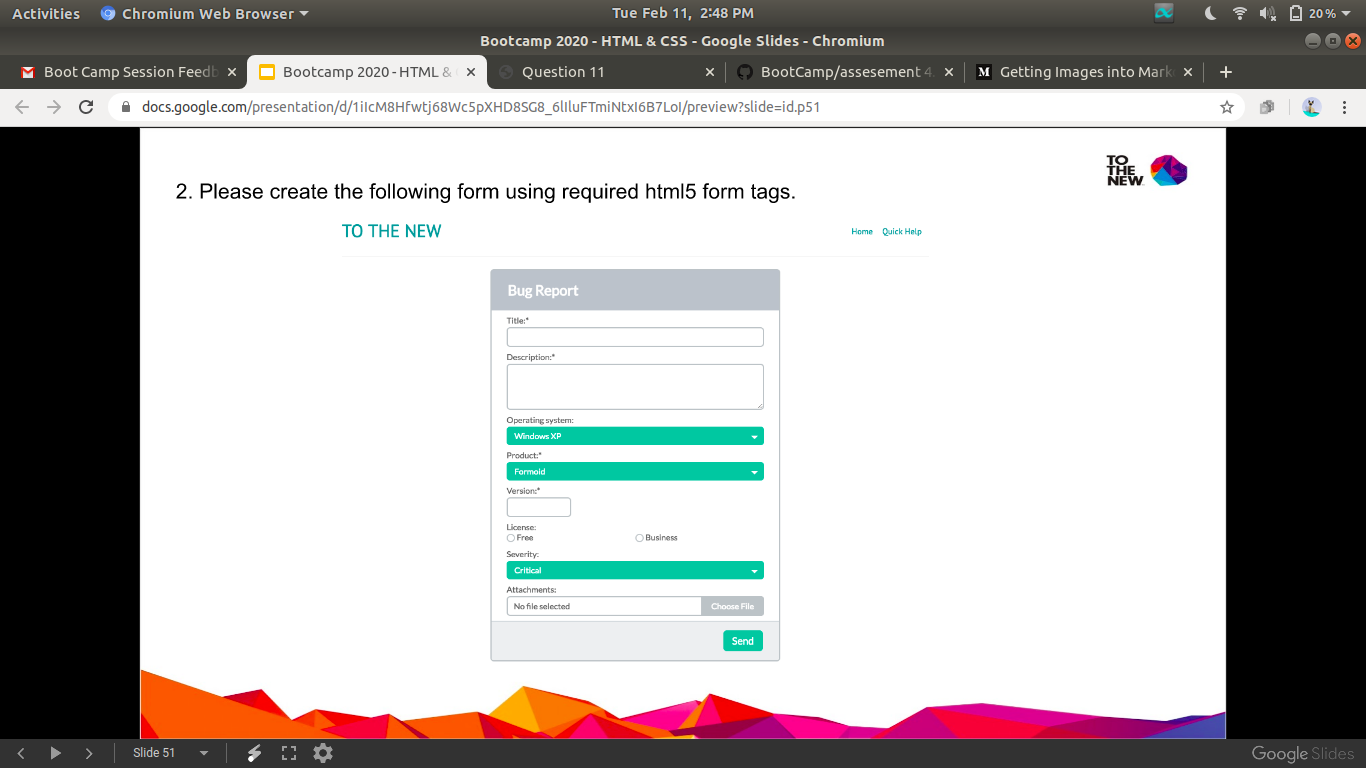 Activities
Chromium Web Browser
Tue Feb 11, 2:48 PM
20 %
Bootcamp 2020 - HTML & CSS - Google Slides - Chromium
Boot Camp Session Feedb
Bootcamp 2020 - HTML &
Question 11
BootCamp/assesement 4
Getting Images into Mark
docs.google.com/presentation/d/1iIcM8Hfwtj68Wc5pXHD8SG8_6lIluFTmiNtxI6B7LoI/preview?slide=id.p51
TO
THE
NEW
2. Please create the following form using required html5 form tags.
TO THE NEW
Home Quick Help
Bug Report
Title:*
Description:*
Operating system:
Windows XP
Product:*
Formoid
Version:*
License:
Free Business
Severity:
Critical
Attachments:
No file selected Choose File
Send
Slide 51
Google Slides